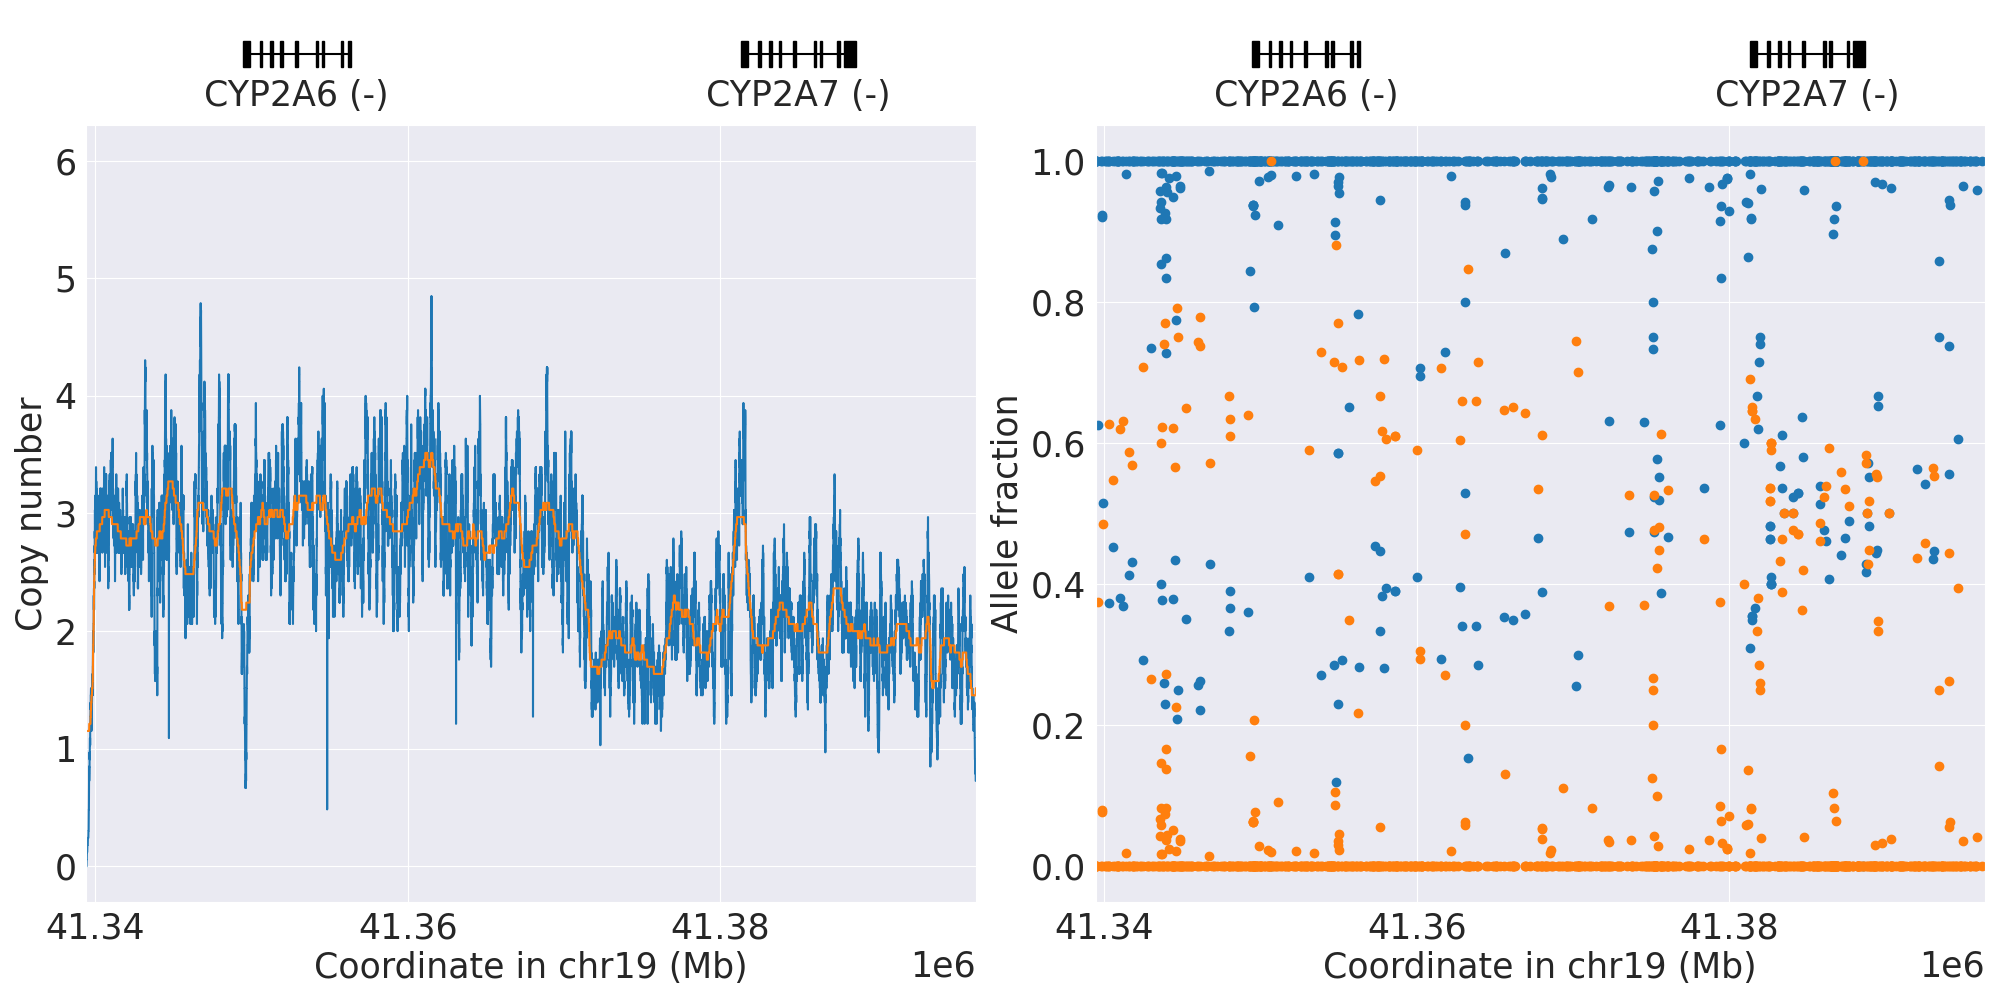 CYP2A6 (-)
CYP2A7 (-)
6
5
4
3
2
1
0
Copy number
41.34
41.36
41.38
Coordinate in chr19 (Mb)
1e6
CYP2A6 (-)
CYP2A7 (-)
1.0
0.8
0.6
0.4
0.2
0.0
Allele fraction
41.34
41.36
41.38
Coordinate in chr19 (Mb)
1e6